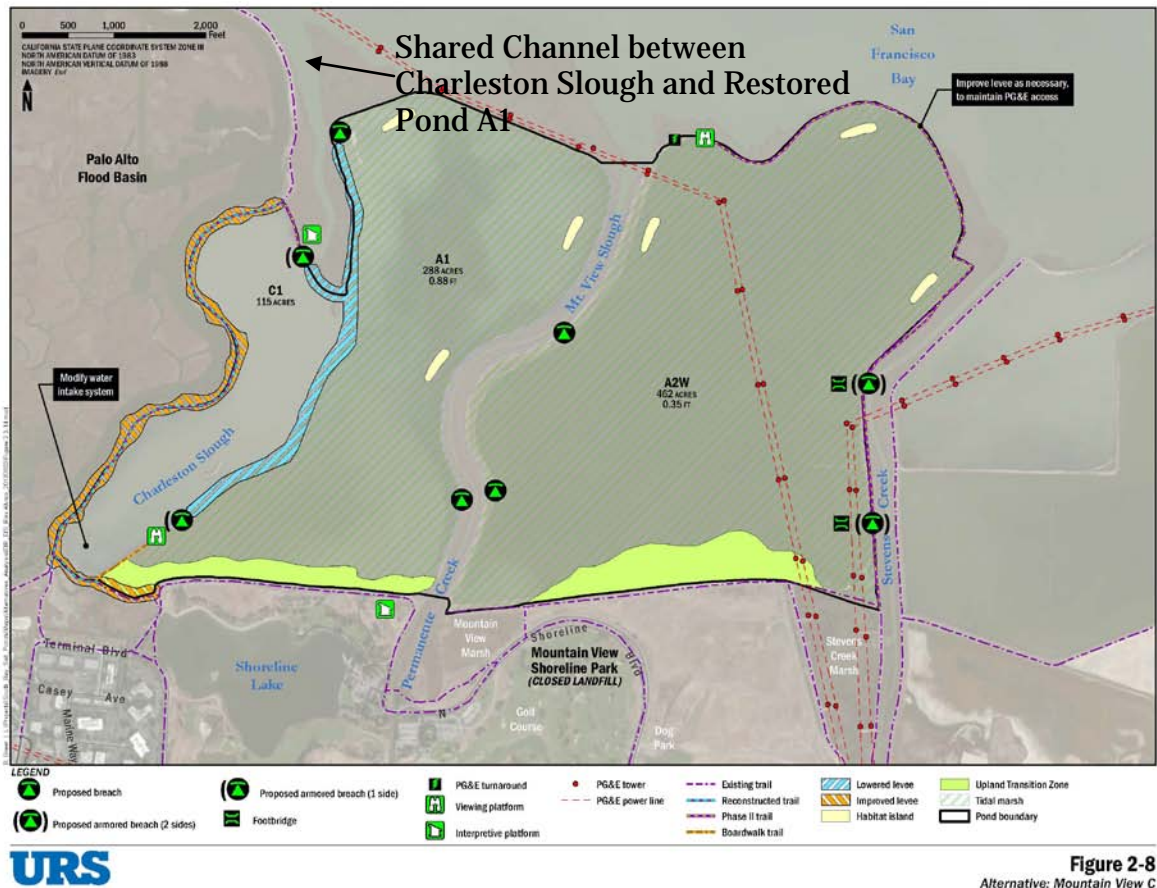 0 500 1,000 2,000
Feet
CALIFORNIA STATE PLANE COORDINATE SYSTEM ZONE III
NORTH AMERICAN DATUM OF 1983
NORTH AMERICAN VERTICAL DATUM OF 1988
IMAGERY Esri
N
Shared Channel between
Charleston Slough and Restored
Pond A1
San
Francisco
Bay
Improve levee as necessary,
to maintain PG&E access
Palo Alto
Flood Basin
A1
288 ACRES
0.88 FT
C1
115 ACRES
Mt. View Slough
Modify water
intake system
A2W
462 ACRES
0.35 FT
Charleston Slough
Stevens Creek
Permanente Creek
Mountain
View
Marsh
Shoreline Blvd
Mountain View
Shoreline Park
(CLOSED LANDFILL)
Stevens
Creek
Marsh
Terminal Blvd
Shoreline
Lake
Casey Ave
Marine Way
N
Golf
Course
Dog
Park
LEGEND
Proposed breach
Proposed armored breach (2 sides)
Proposed armored breach (1 side)
Footbridge
PG&E turnaround
Viewing platform
Interpretive platform
PG&E tower
PG&E power line
Existing trail
Reconstructed trail
Phase II trail
Boardwalk trail
Lowered levee
Improved levee
Habitat island
Upland Transition Zone
Tidal marsh
Pond boundary
URS
Figure 2-8
Alternative: Mountain View C